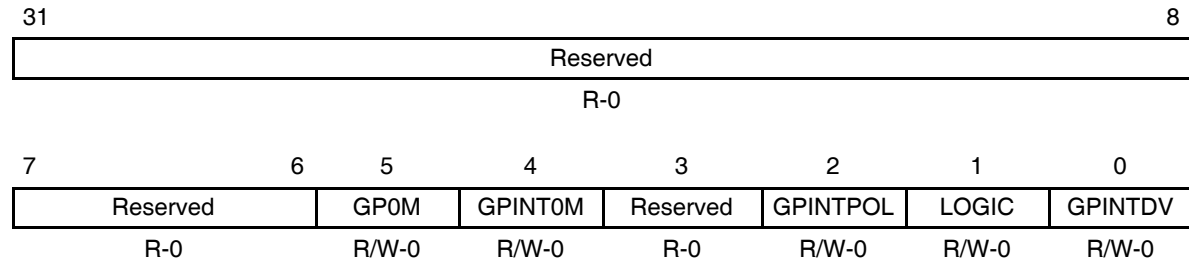 31 8
Reserved
R-0
7 6 5 4 3 2 1 0
Reserved GP0M GPINT0M Reserved GPINTPOL LOGIC GPINTDV
R-0 R/W-0 R/W-0 R-0 R/W-0 R/W-0 R/W-0